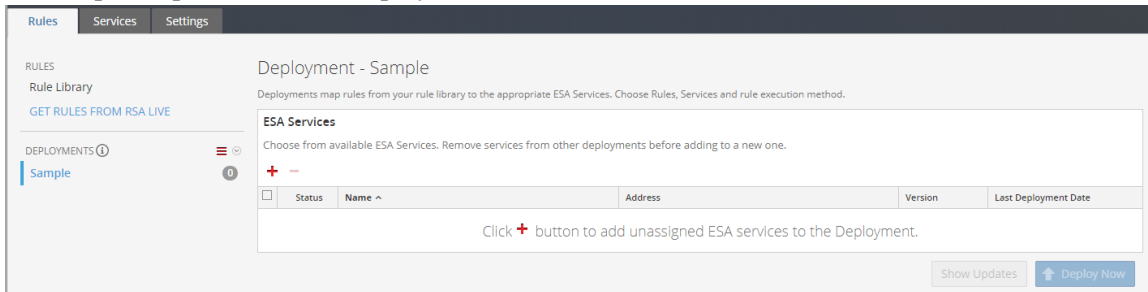 Rules Services Settings
RULES
Rule Library
GET RULES FROM RSA LIVE
DEPLOYMENTS
Sample 0
Deployment - Sample
Deployments map rules from your rule library to the appropriate ESA Services. Choose Rules, Services and rule execution method.
ESA Services
Choose from available ESA Services. Remove services from other deployments before adding to a new one.
Status Name Address Version Last Deployment Date
Click + button to add unassigned ESA services to the Deployment.
Show Updates Deploy Now